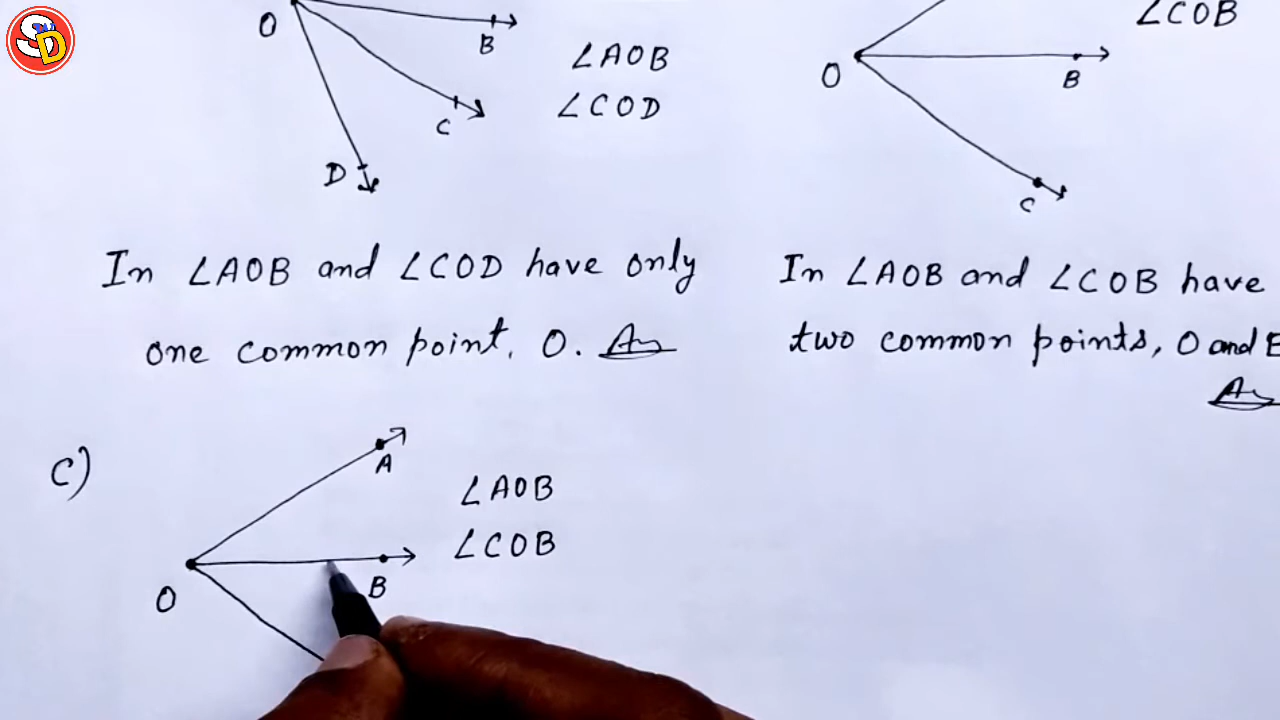 SD
O
B
∠AOB
C
∠COD
D
In ∠AOB and ∠COD have only
one common point, O. Ans
∠COB
O
B
C
In ∠AOB and ∠COB have
two common points, O and B
Ans
C)
A
∠AOB
∠COB
O
B